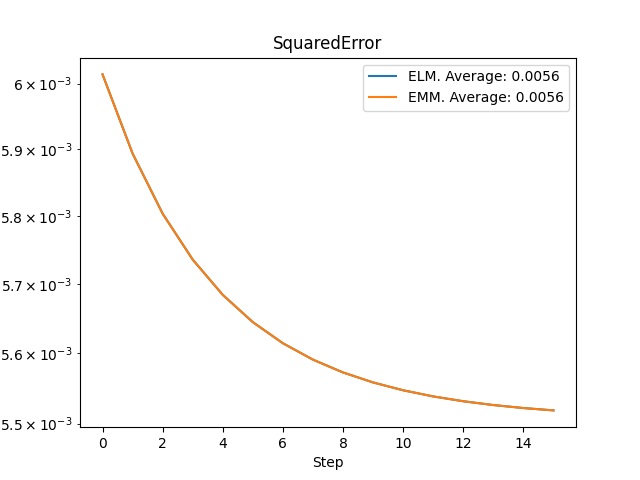 SquaredError
ELM. Average: 0.0056
EMM. Average: 0.0056
6 × 10⁻³
5.9 × 10⁻³
5.8 × 10⁻³
5.7 × 10⁻³
5.6 × 10⁻³
5.5 × 10⁻³
0 2 4 6 8 10 12 14
Step